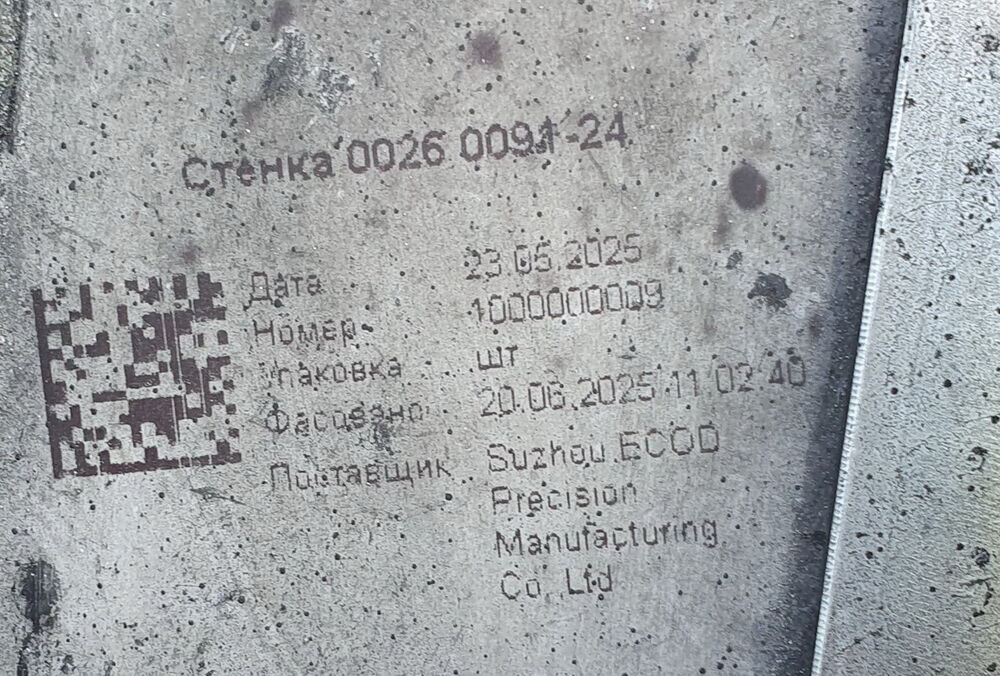 Стенка 0026 0091-24
Дата 23.05.2025
Номер 1000000009
Упаковка шт
Фасовано 20.06.2025 11 02 40
Поставщик Suzhou ECOD
Precision
Manufacturing
Co, Ltd